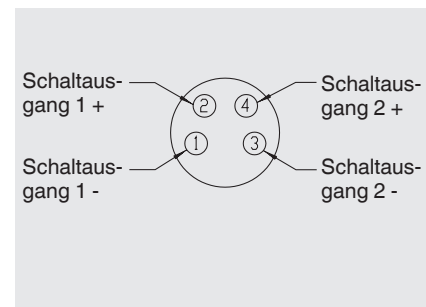 Schaltaus-
gang 1 +
2
4
Schaltaus-
gang 2 +
Schaltaus-
gang 1 -
1
3
Schaltaus-
gang 2 -